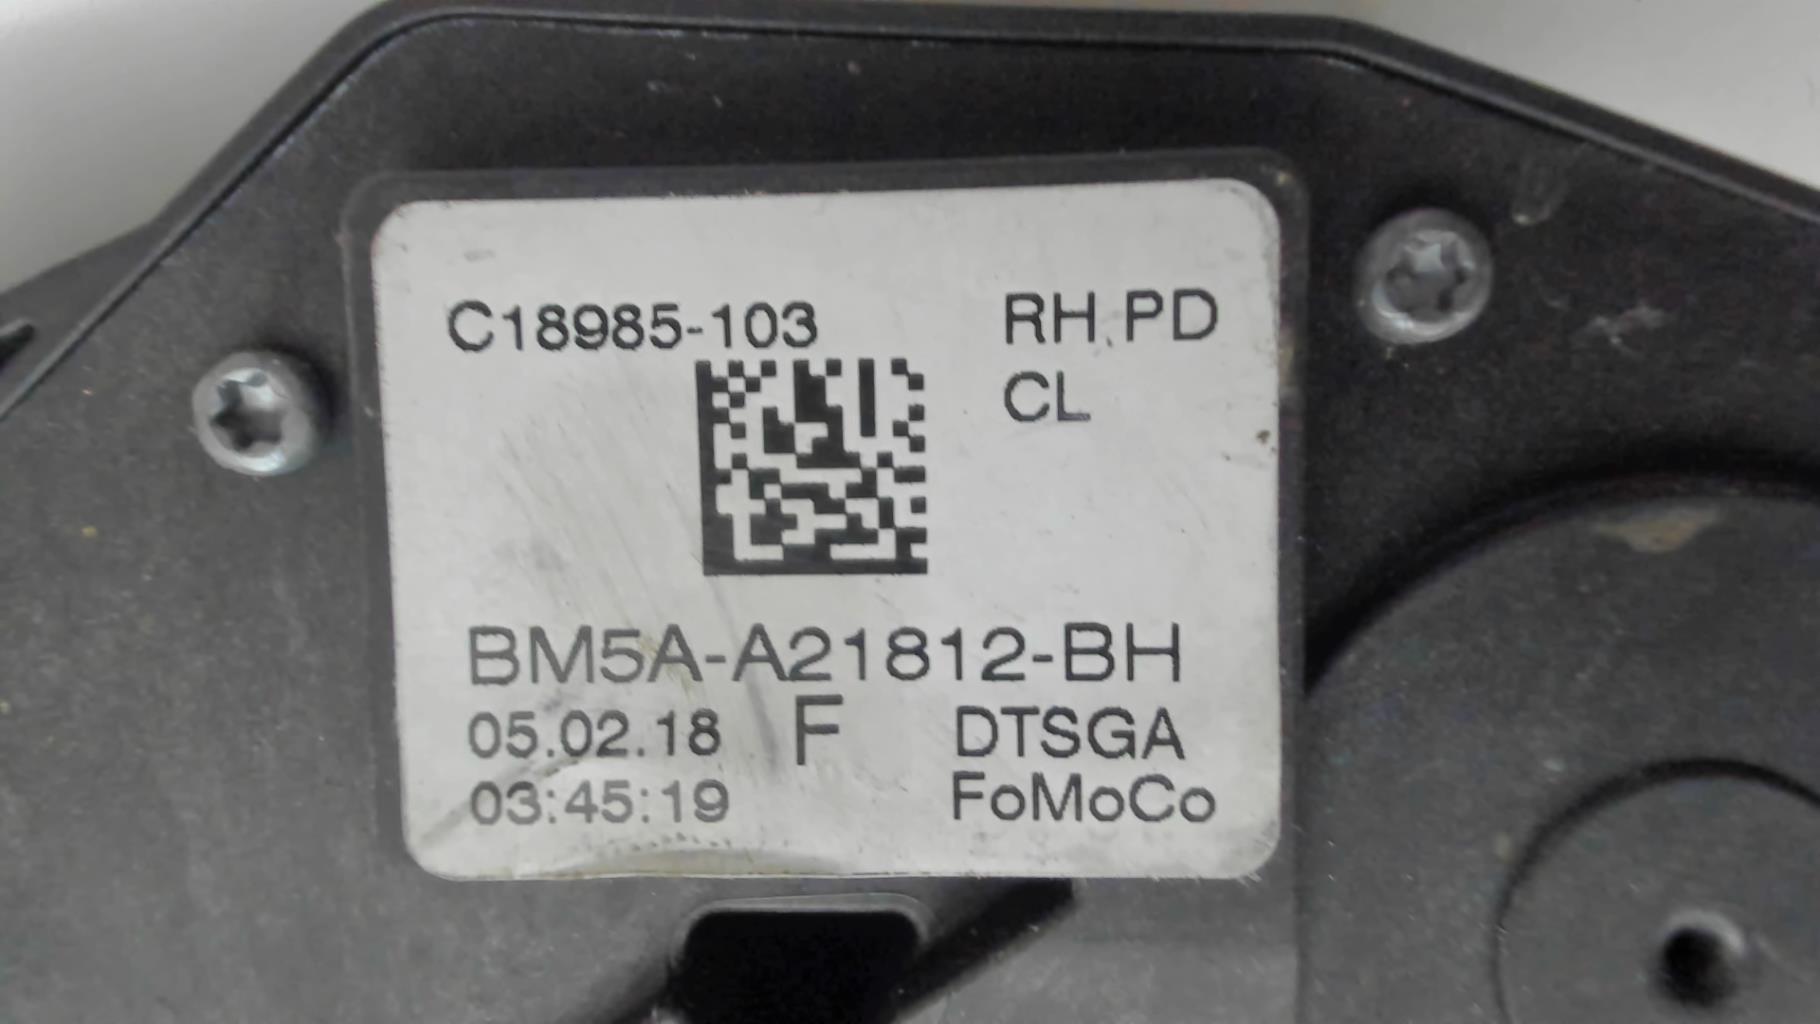 C18985-103 RH PD
CL
BM5A-A21812-BH
05.02.18 F DTSGA
03:45:19 FoMoCo